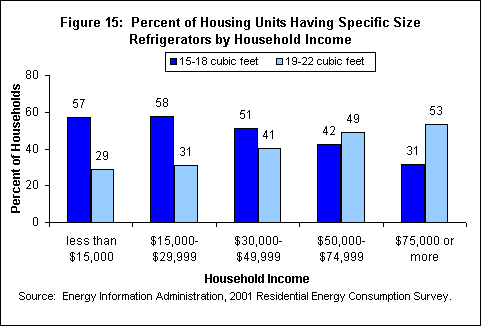 Figure 15:  Percent of Housing Units Having Specific Size
Refrigerators by Household Income
15-18 cubic feet 19-22 cubic feet
Percent of Households
80
60
40
20
0
57 29 58 31 51 41 42 49 31 53
less than $15,000- $30,000- $50,000- $75,000 or
$15,000 $29,999 $49,999 $74,999 more
Household Income
Source:  Energy Information Administration, 2001 Residential Energy Consumption Survey.